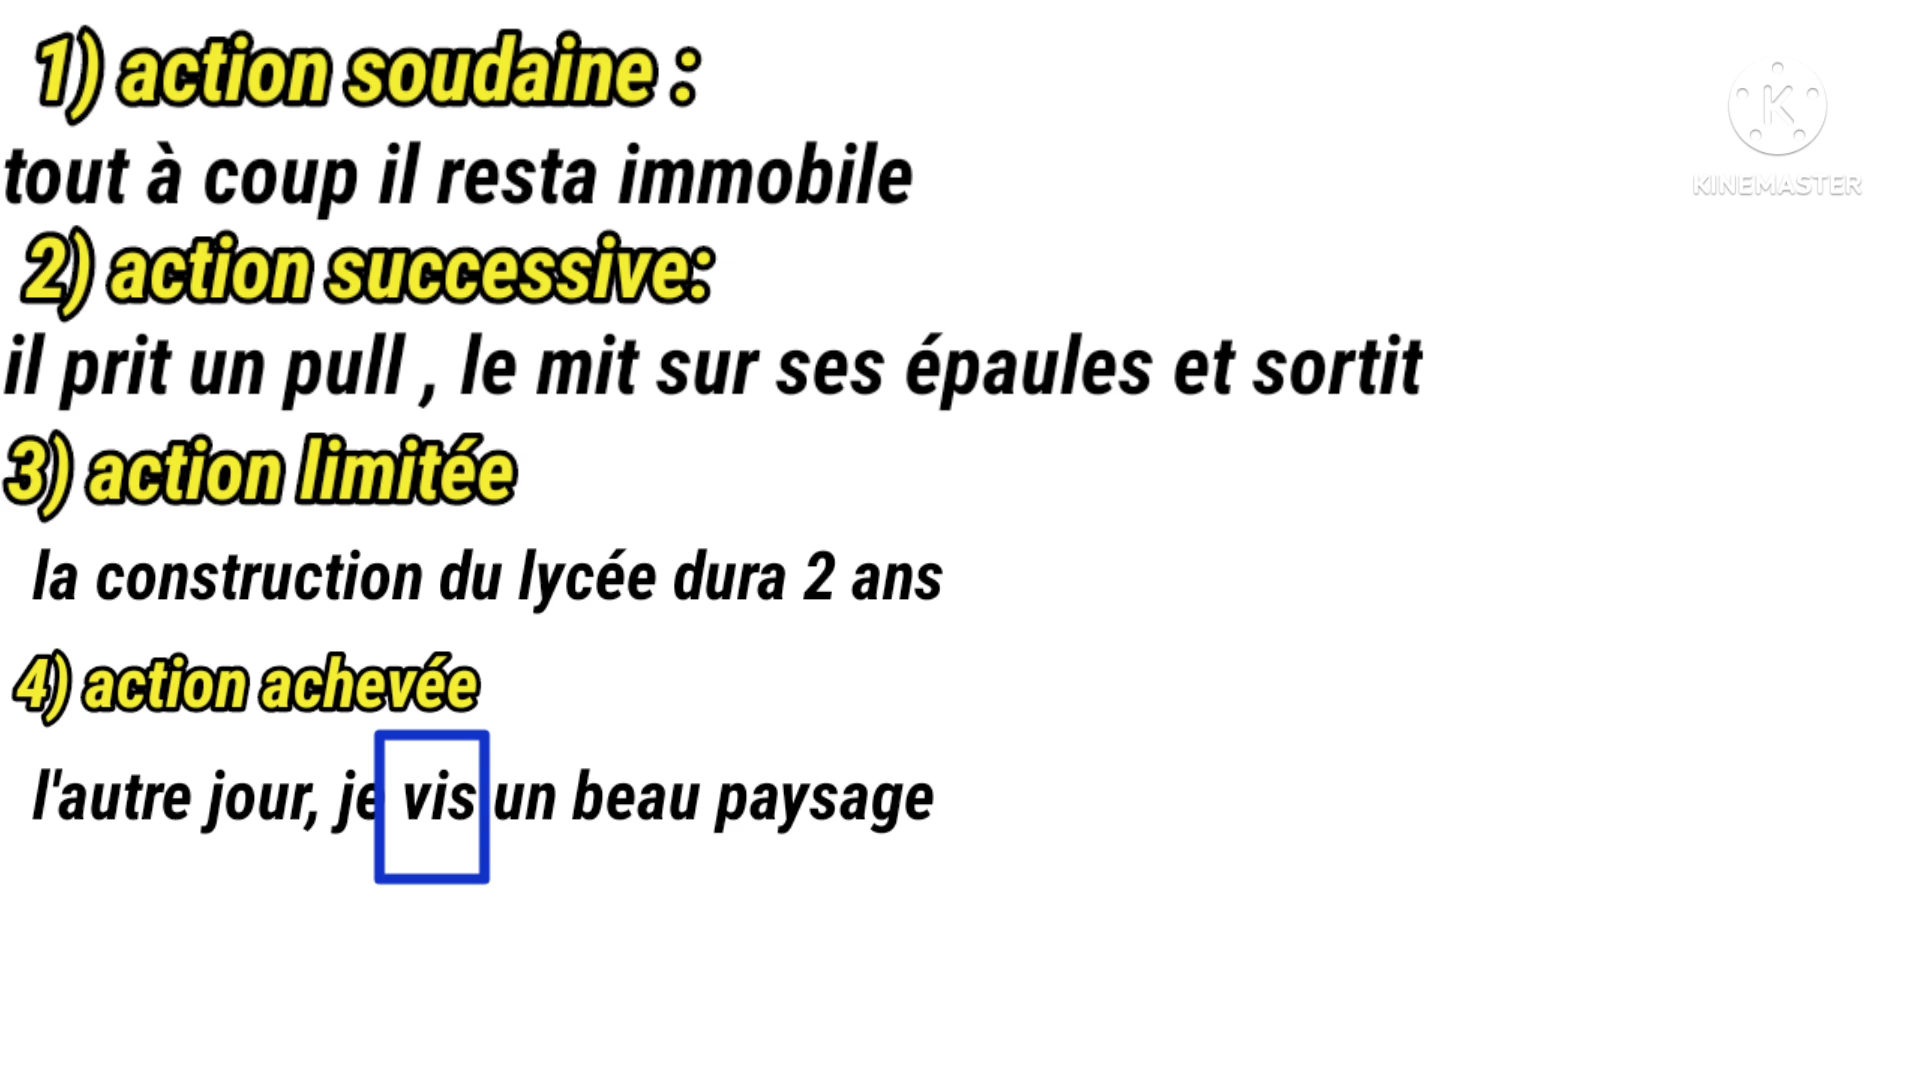 1) action soudaine :
tout à coup il resta immobile
2) action successive:
il prit un pull , le mit sur ses épaules et sortit
3) action limitée
la construction du lycée dura 2 ans
4) action achevée
l'autre jour, je vis un beau paysage
K
KINEMASTER